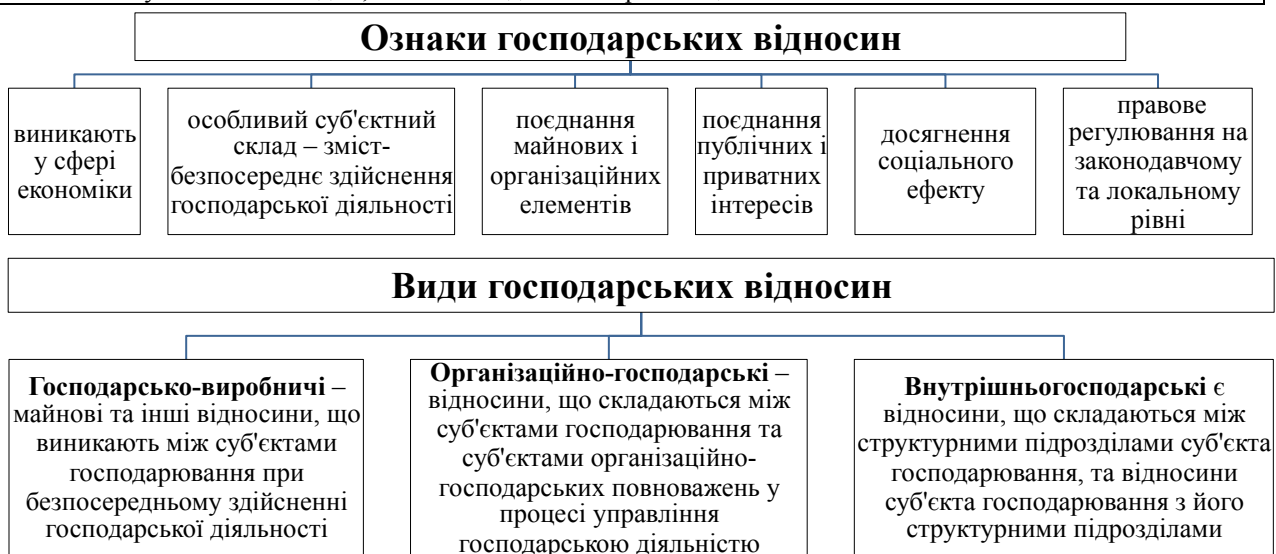 Ознаки господарських відносин
виникають
у сфері
економіки
особливий суб'єктний
склад – зміст-
безпосереднє здійснення
господарської діяльності
поєднання
майнових і
організаційних
елементів
поєднання
публічних і
приватних
інтересів
досягнення
соціального
ефекту
правове
регулювання на
законодавчому
та локальному
рівні
Види господарських відносин
Господарсько-виробничі –
майнові та інші відносини, що
виникають між суб'єктами
господарювання при
безпосередньому здійсненні
господарської діяльності
Організаційно-господарські –
відносини, що складаються між
суб'єктами господарювання та
суб'єктами організаційно-
господарських повноважень у
процесі управління
господарською діяльністю
Внутрішньогосподарські є
відносини, що складаються між
структурними підрозділами суб'єкта
господарювання, та відносини
суб'єкта господарювання з його
структурними підрозділами